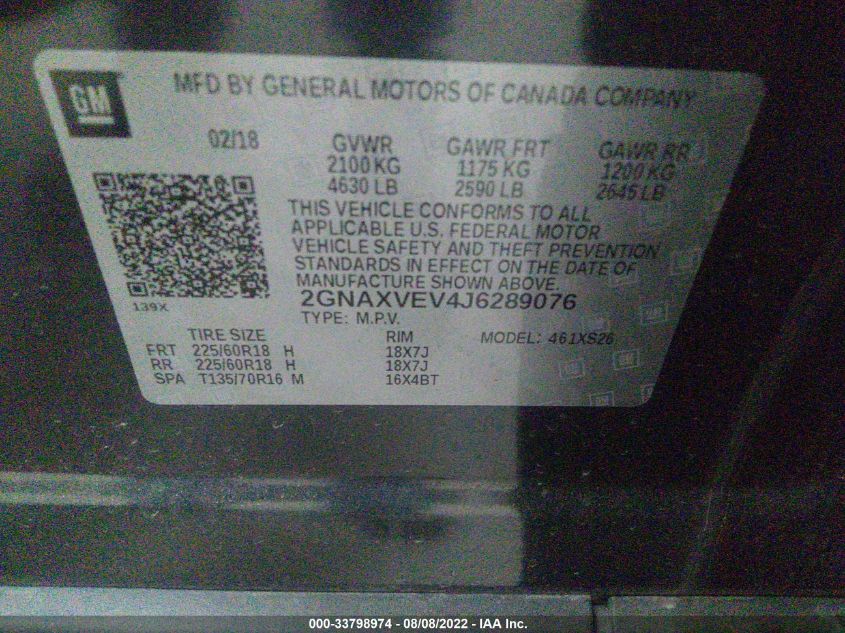 GM
MFD BY GENERAL MOTORS OF CANADA COMPANY
02/18 GVWR GAWR FRT GAWR RR
2100 KG 1175 KG 1200 KG
4630 LB 2590 LB 2645 LB
THIS VEHICLE CONFORMS TO ALL
APPLICABLE U.S. FEDERAL MOTOR
VEHICLE SAFETY AND THEFT PREVENTION
STANDARDS IN EFFECT ON THE DATE OF
MANUFACTURE SHOWN ABOVE.
139X 2GNAXVEV4J6289076
TYPE: M.P.V.
TIRE SIZE RIM MODEL: 461XS26
FRT 225/60R18 H 18X7J
RR 225/60R18 H 18X7J
SPA T135/70R16 M 16X4BT
000-33798974 - 08/08/2022 - IAA Inc.